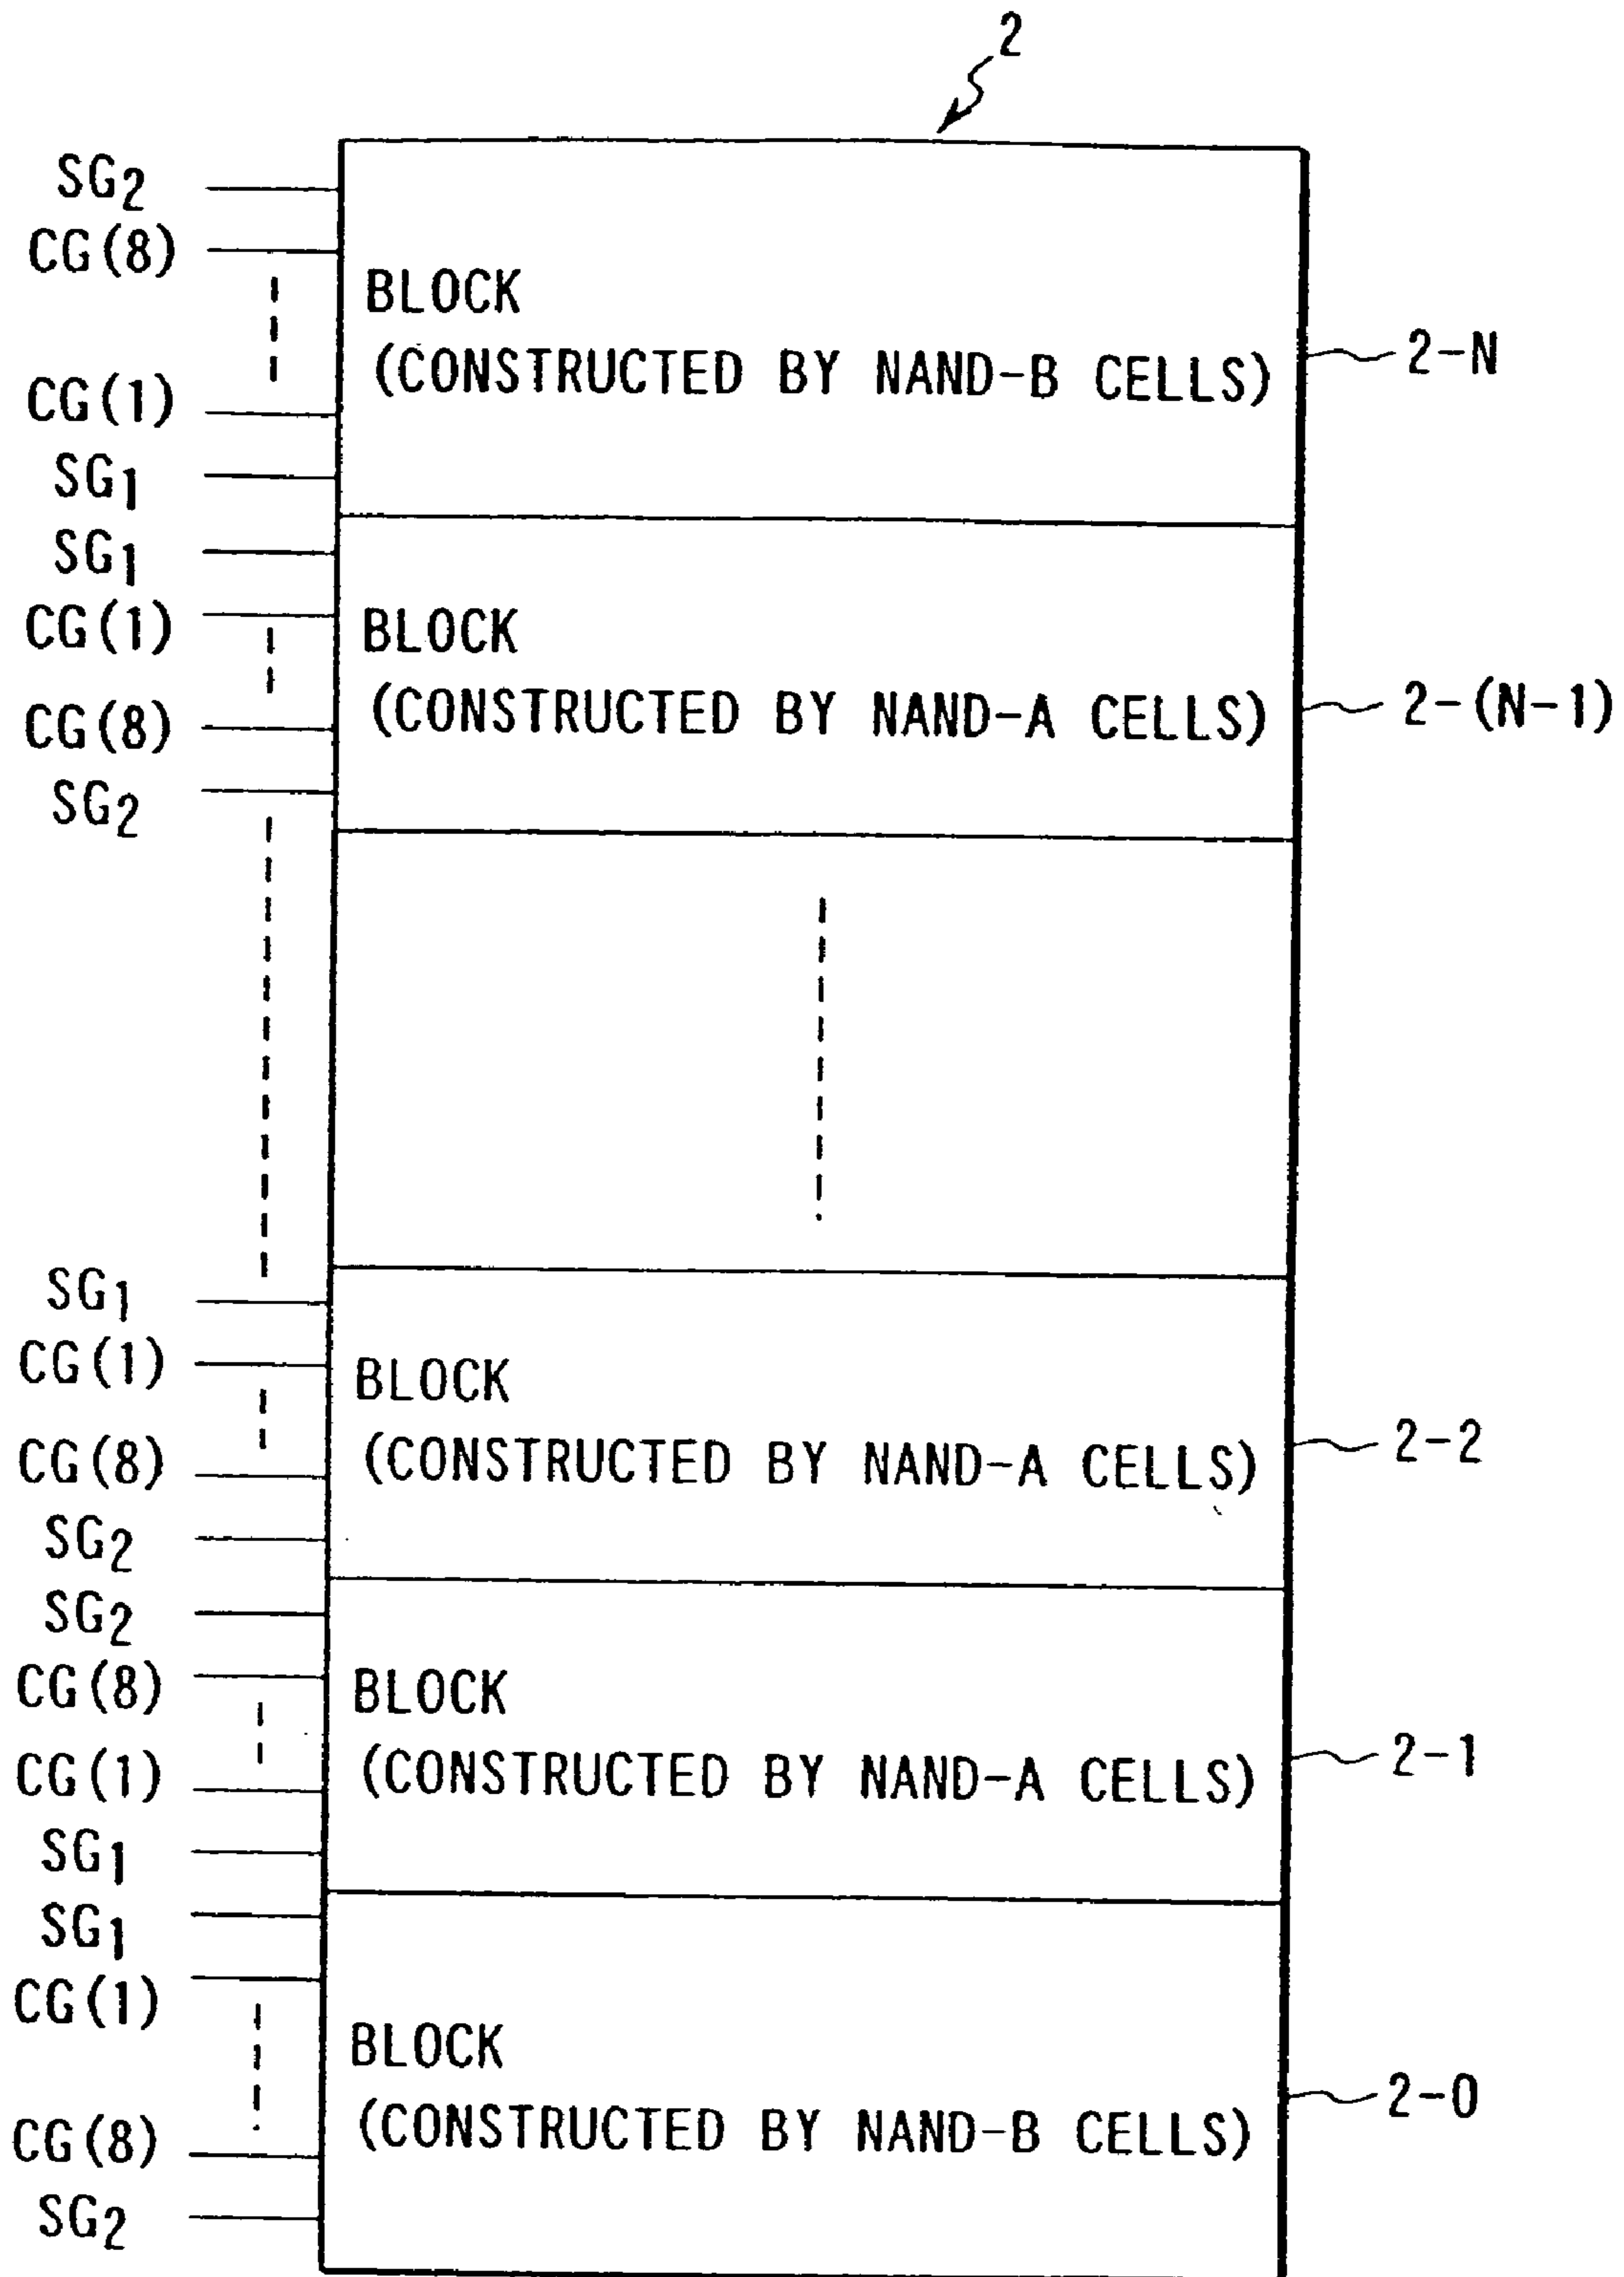 2
SG2
CG(8)
BLOCK
(CONSTRUCTED BY NAND-B CELLS)
2-N
CG(1)
SG1
SG1
CG(1)
BLOCK
(CONSTRUCTED BY NAND-A CELLS)
2-(N-1)
CG(8)
SG2
SG1
CG(1)
BLOCK
(CONSTRUCTED BY NAND-A CELLS)
2-2
CG(8)
SG2
SG2
CG(8)
BLOCK
(CONSTRUCTED BY NAND-A CELLS)
2-1
CG(1)
SG1
SG1
CG(1)
BLOCK
(CONSTRUCTED BY NAND-B CELLS)
2-0
CG(8)
SG2